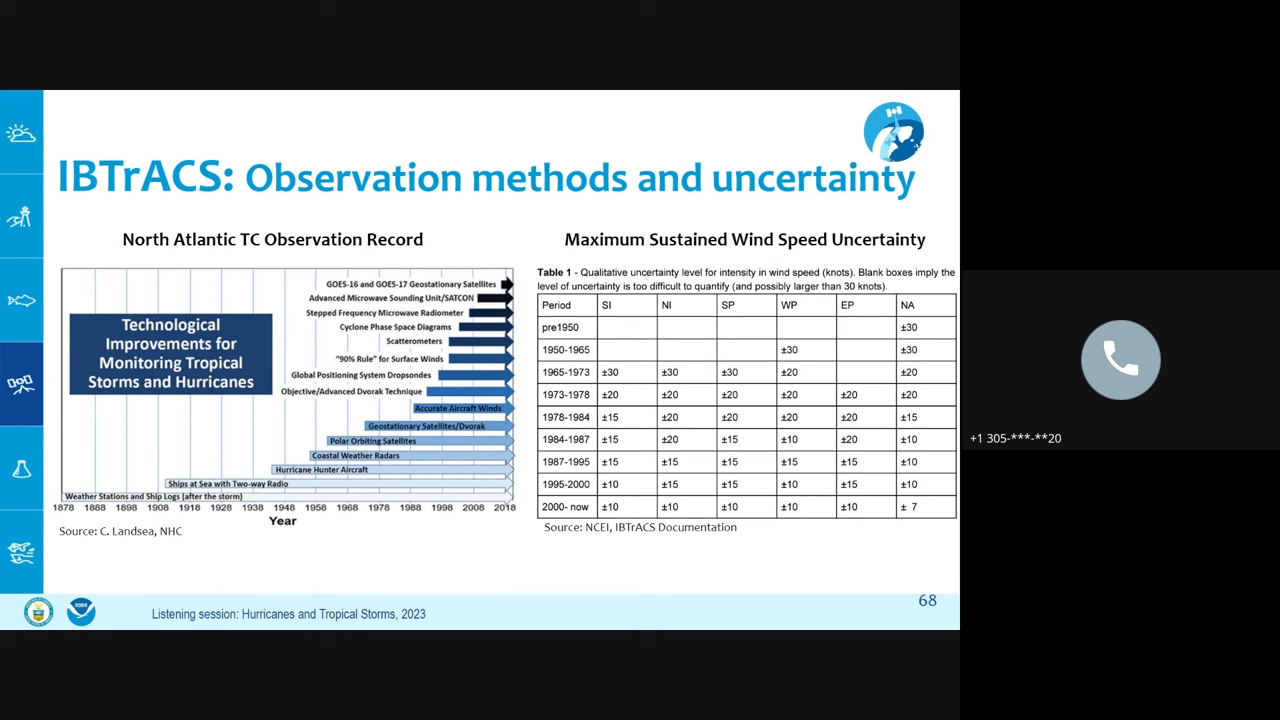 IBTrACS: Observation methods and uncertainty
North Atlantic TC Observation Record
GOES-16 and GOES-17 Geostationary Satellites
Advanced Microwave Sounding Unit/SATCON
Stepped Frequency Microwave Radiometer
Cyclone Phase Space Diagrams
Scatterometers
"90% Rule" for Surface Winds
Global Positioning System Dropsondes
Objective/Advanced Dvorak Technique
Accurate Aircraft Winds
Geostationary Satellites/Dvorak
Polar Orbiting Satellites
Coastal Weather Radars
Hurricane Hunter Aircraft
Ships at Sea with Two-way Radio
Weather Stations and Ship Logs (after the storm)
Technological
Improvements for
Monitoring Tropical
Storms and Hurricanes
1878 1888 1898 1908 1918 1928 1938 1948 1958 1968 1978 1988 1998 2008 2018
Year
Source: C. Landsea, NHC
Maximum Sustained Wind Speed Uncertainty
Table 1 - Qualitative uncertainty level for intensity in wind speed (knots). Blank boxes imply the
level of uncertainty is too difficult to quantify (and possibly larger than 30 knots).
Period SI NI SP WP EP NA
pre1950 ±30
1950-1965 ±30 ±30
1965-1973 ±30 ±30 ±30 ±20 ±20
1973-1978 ±20 ±20 ±20 ±20 ±20 ±20
1978-1984 ±15 ±20 ±20 ±20 ±20 ±15
1984-1987 ±15 ±20 ±15 ±10 ±20 ±10
1987-1995 ±15 ±15 ±15 ±15 ±15 ±10
1995-2000 ±10 ±15 ±15 ±10 ±15 ±10
2000- now ±10 ±10 ±10 ±10 ±10 ± 7
Source: NCEI, IBTrACS Documentation
+1 305-***-**20
Listening session: Hurricanes and Tropical Storms, 2023
68